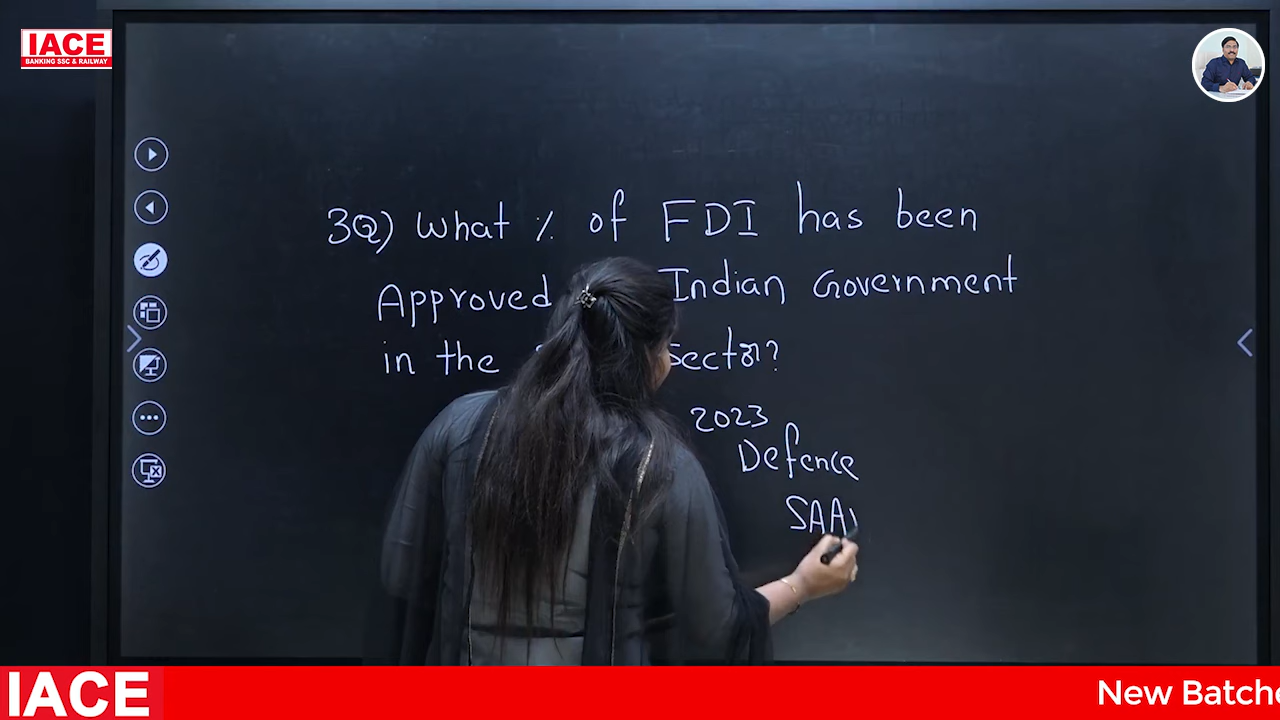 IACE
BANKING SSC & RAILWAY
3Q) What % of FDI has been
Approved Indian Government
in the Sector?
2023
Defence
SAA
IACE
New Batche